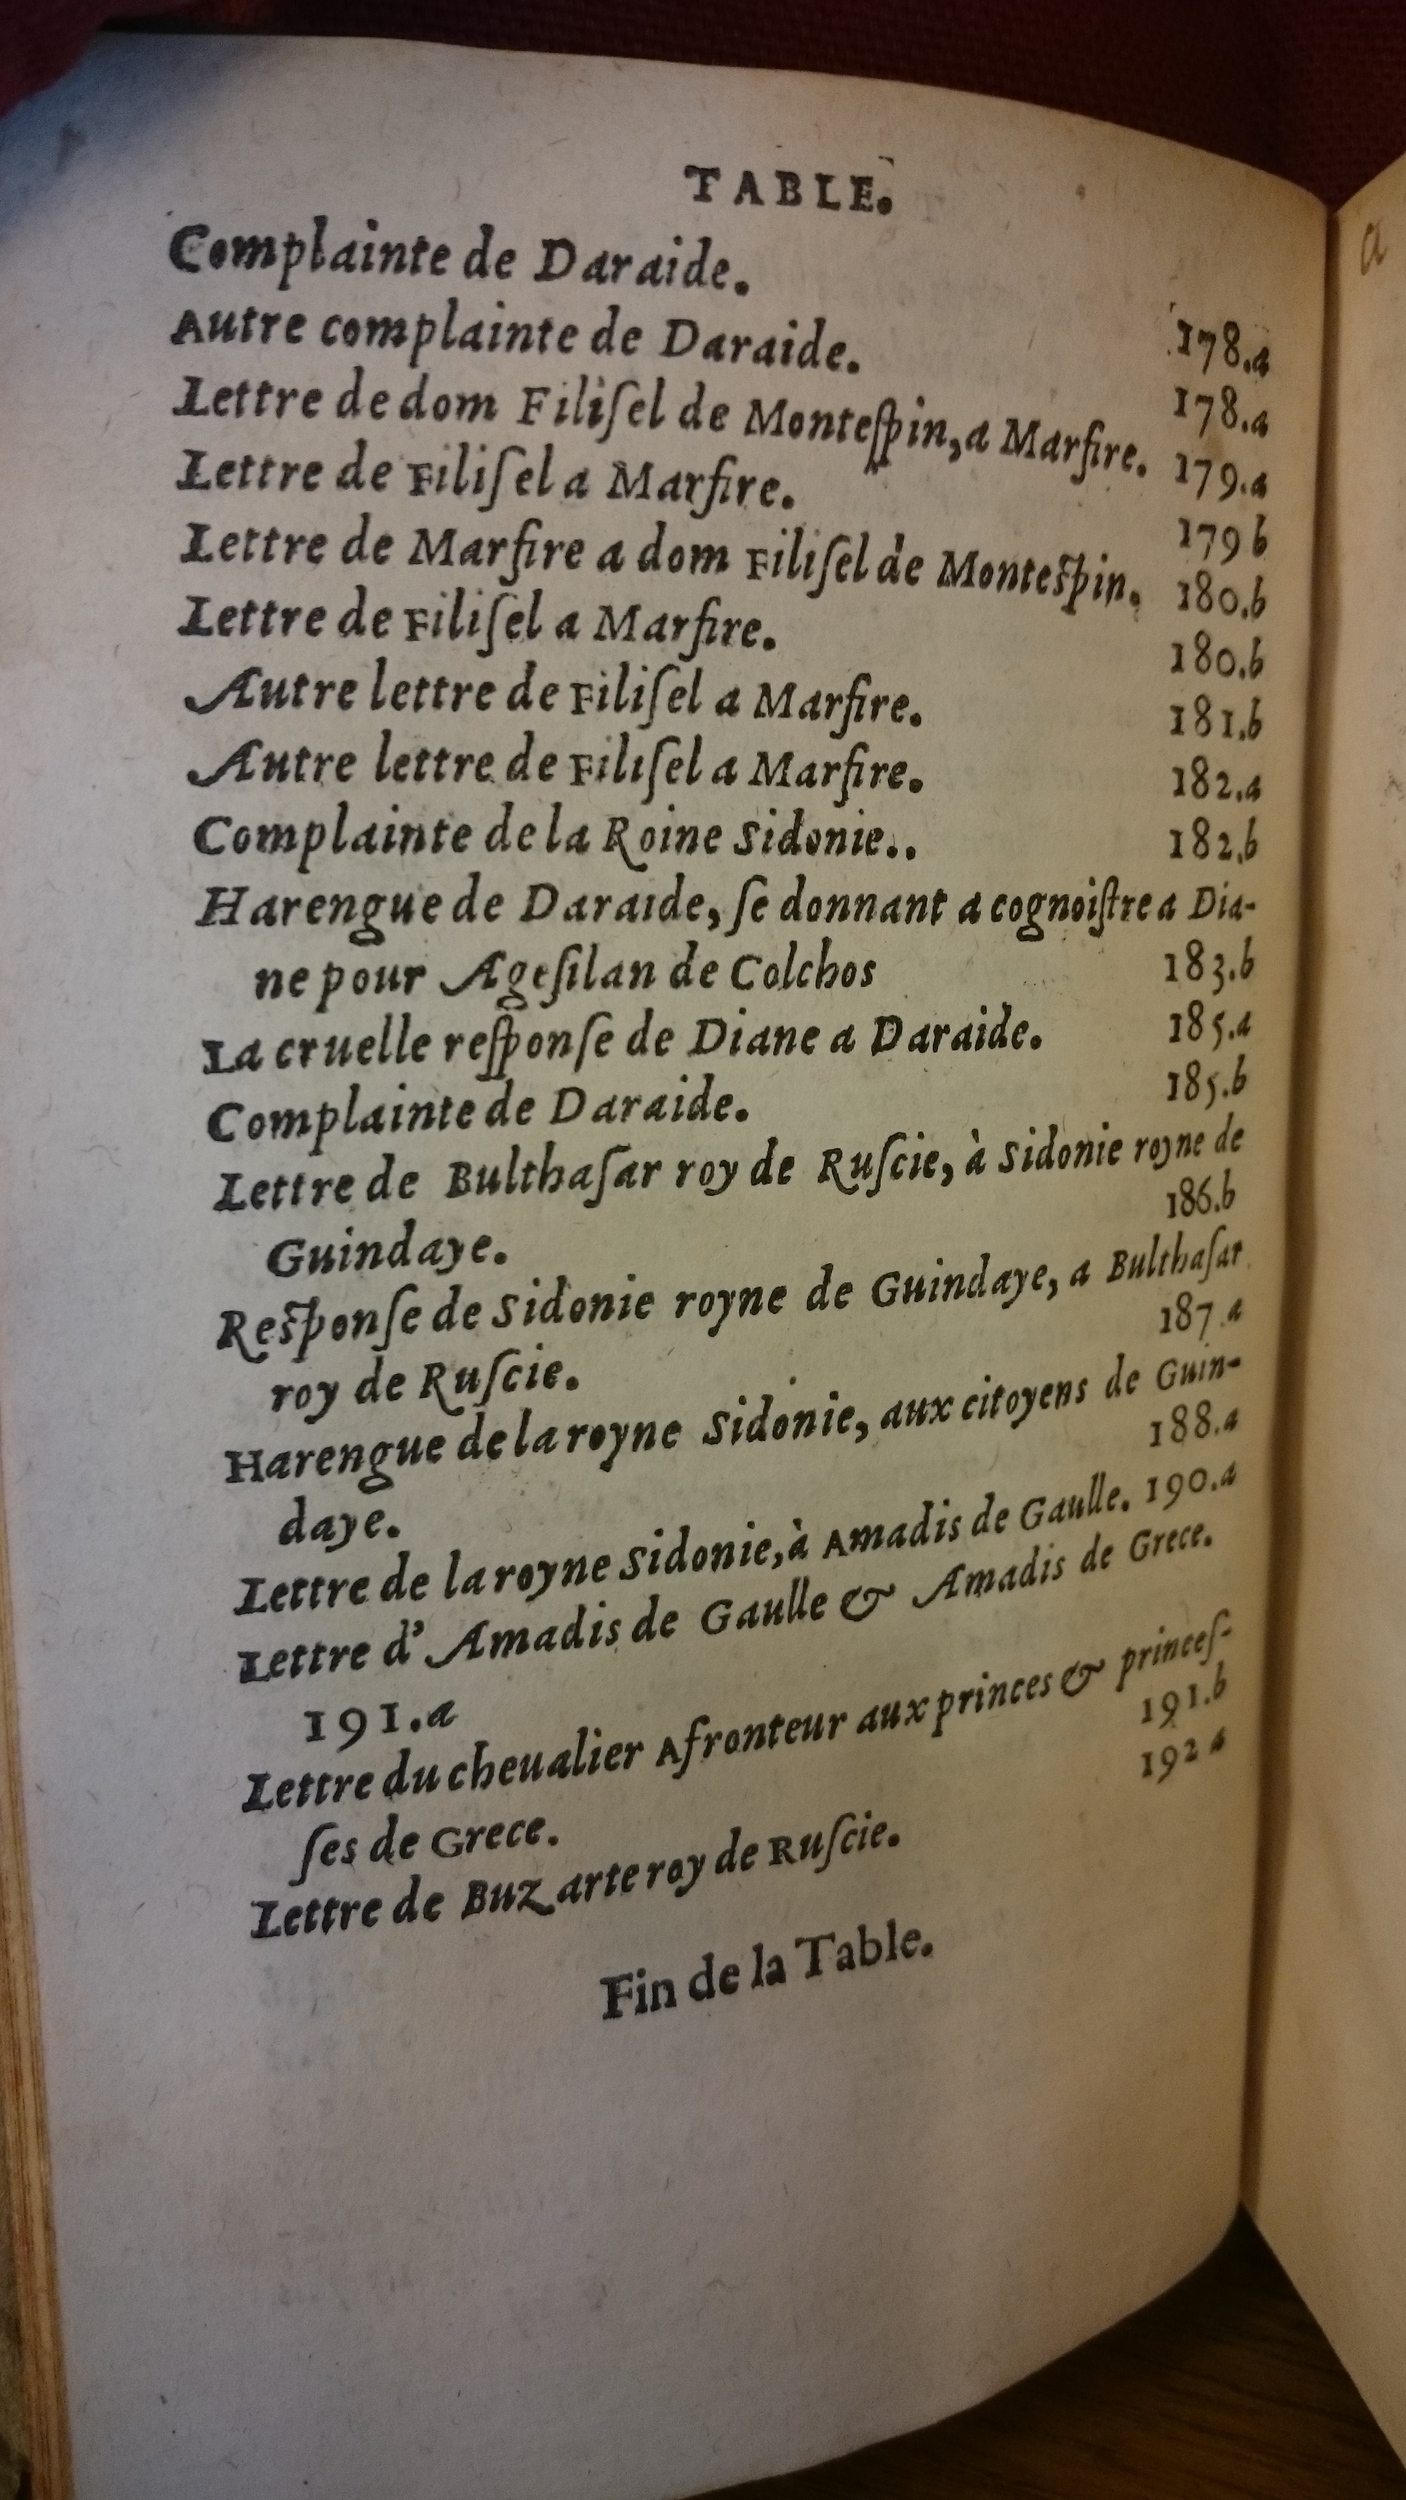 TABLE.
Complainte de Daraide. 178.a
Autre complainte de Daraide. 178.a
Lettre de dom Filiſel de Monteſpin, a Marfire. 179.a
Lettre de Filiſel a Marfire. 179 b
Lettre de Marfire a dom Filiſel de Monteſpin. 180.b
Lettre de Filiſel a Marfire. 180.b
Autre lettre de Filiſel a Marfire. 181.b
Autre lettre de Filiſel a Marfire. 182.a
Complainte de la Roine Sidonie.. 182.b
Harengue de Daraide, ſe donnant a cognoiſtre a Dia-
ne pour Ageſilan de Colchos 183.b
La cruelle reſponſe de Diane a Daraide. 185.a
Complainte de Daraide. 185.b
Lettre de Bulthaſar roy de Ruſcie, à Sidonie royne de
Guindaye. 186.b
Reſponſe de Sidonie royne de Guindaye, a Bulthaſar
roy de Ruſcie. 187.a
Harengue de la royne Sidonie, aux citoyens de Guin-
daye. 188.a
Lettre de la royne Sidonie, à Amadis de Gaulle. 190.a
Lettre d'Amadis de Gaulle & Amadis de Grece.
191.a
Lettre du cheualier Afronteur aux princes & princeſ-
ſes de Grece. 191.b
Lettre de Buzarte roy de Ruſcie. 192 a
Fin de la Table.